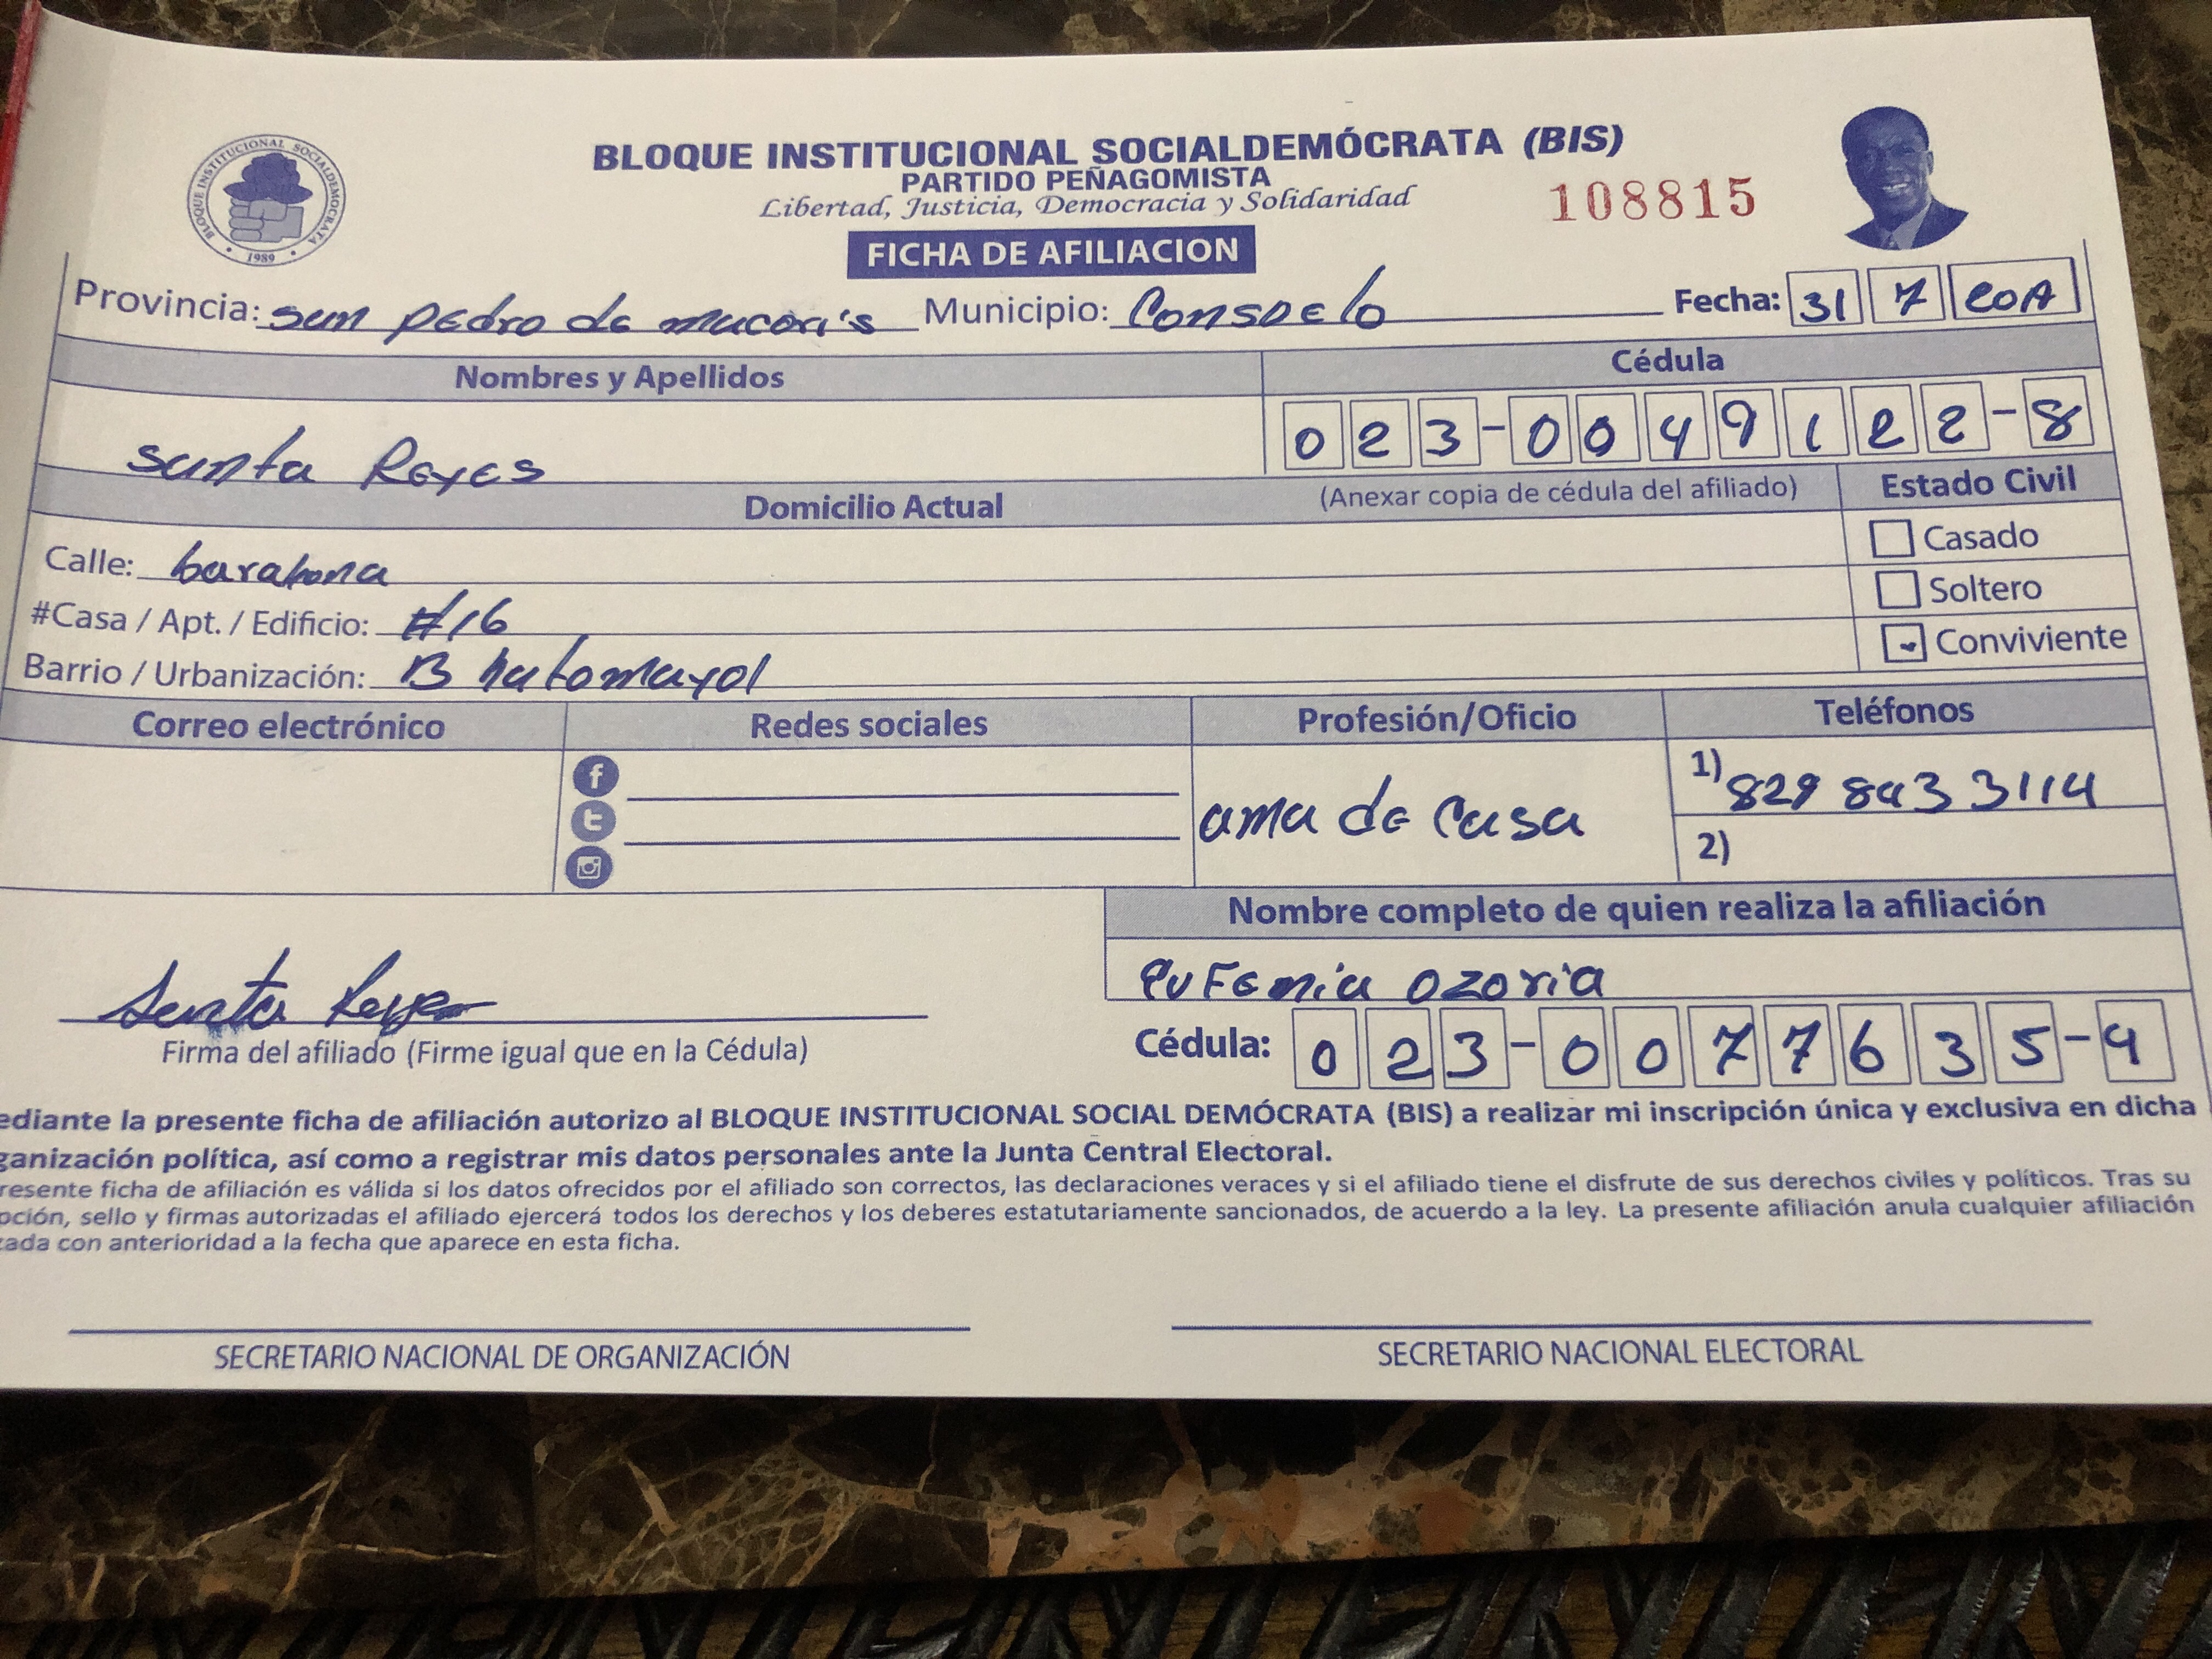 BLOQUE INSTITUCIONAL SOCIALDEMOCRATA
1989
BLOQUE INSTITUCIONAL SOCIALDEMÓCRATA (BIS)
PARTIDO PEÑAGOMISTA
Libertad, Justicia, Democracia y Solidaridad
108815
FICHA DE AFILIACION
Provincia: san pedro de macori's Municipio: Consuelo Fecha: 31 7
Nombres y Apellidos Cédula
santa Reyes 023-0049122-8
Domicilio Actual (Anexar copia de cédula del afiliado) Estado Civil
Calle: barahona Casado
#Casa / Apt. / Edificio: #16 Soltero
Barrio / Urbanización: B hatomayol Conviviente
Correo electrónico Redes sociales Profesión/Oficio Teléfonos
f
t
ama de casa
1) 829 843 3114
2)
Nombre completo de quien realiza la afiliación
eufemia ozoria
Santa Reyes
Firma del afiliado (Firme igual que en la Cédula)
Cédula: 023-0077635-4
ediante la presente ficha de afiliación autorizo al BLOQUE INSTITUCIONAL SOCIAL DEMÓCRATA (BIS) a realizar mi inscripción única y exclusiva en dicha
ganización política, así como a registrar mis datos personales ante la Junta Central Electoral.
resente ficha de afiliación es válida si los datos ofrecidos por el afiliado son correctos, las declaraciones veraces y si el afiliado tiene el disfrute de sus derechos civiles y políticos. Tras su
pción, sello y firmas autorizadas el afiliado ejercerá todos los derechos y los deberes estatutariamente sancionados, de acuerdo a la ley. La presente afiliación anula cualquier afiliación
zada con anterioridad a la fecha que aparece en esta ficha.
SECRETARIO NACIONAL DE ORGANIZACIÓN SECRETARIO NACIONAL ELECTORAL